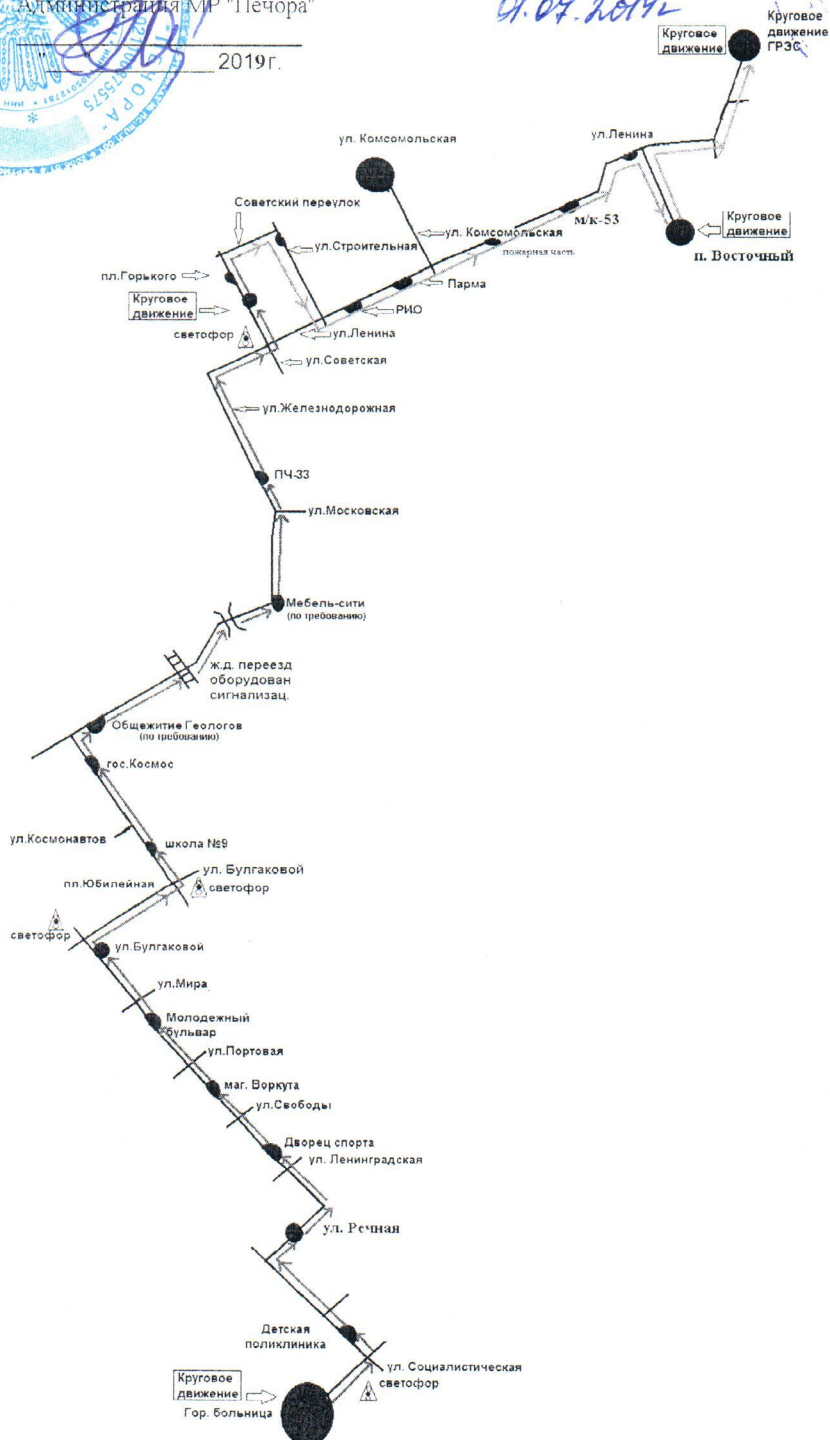 Администрация МР "Печора"
2019г.
Круговое
движение
Круговое
движение
ГРЭС
ул. Комсомольская
ул.Ленина
Советский переулок
м/к-53
Круговое
движение
п. Восточный
ул. Комсомольская
пожарная часть
ул.Строительная
пл.Горького
Парма
Круговое
движение
РИО
светофор
ул.Ленина
ул.Советская
ул.Железнодорожная
ПЧ-33
ул.Московская
Мебель-сити
(по требованию)
ж.д. переезд
оборудован
сигнализац.
Общежитие Геологов
(по требованию)
гос.Космос
ул.Космонавтов
школа №9
ул. Булгаковой
пл.Юбилейная
светофор
светофор
ул.Булгаковой
ул.Мира
Молодежный
бульвар
ул.Портовая
маг. Воркута
ул.Свободы
Дворец спорта
ул. Ленинградская
ул. Речная
Детская
поликлиника
ул. Социалистическая
светофор
Круговое
движение
Гор. больница